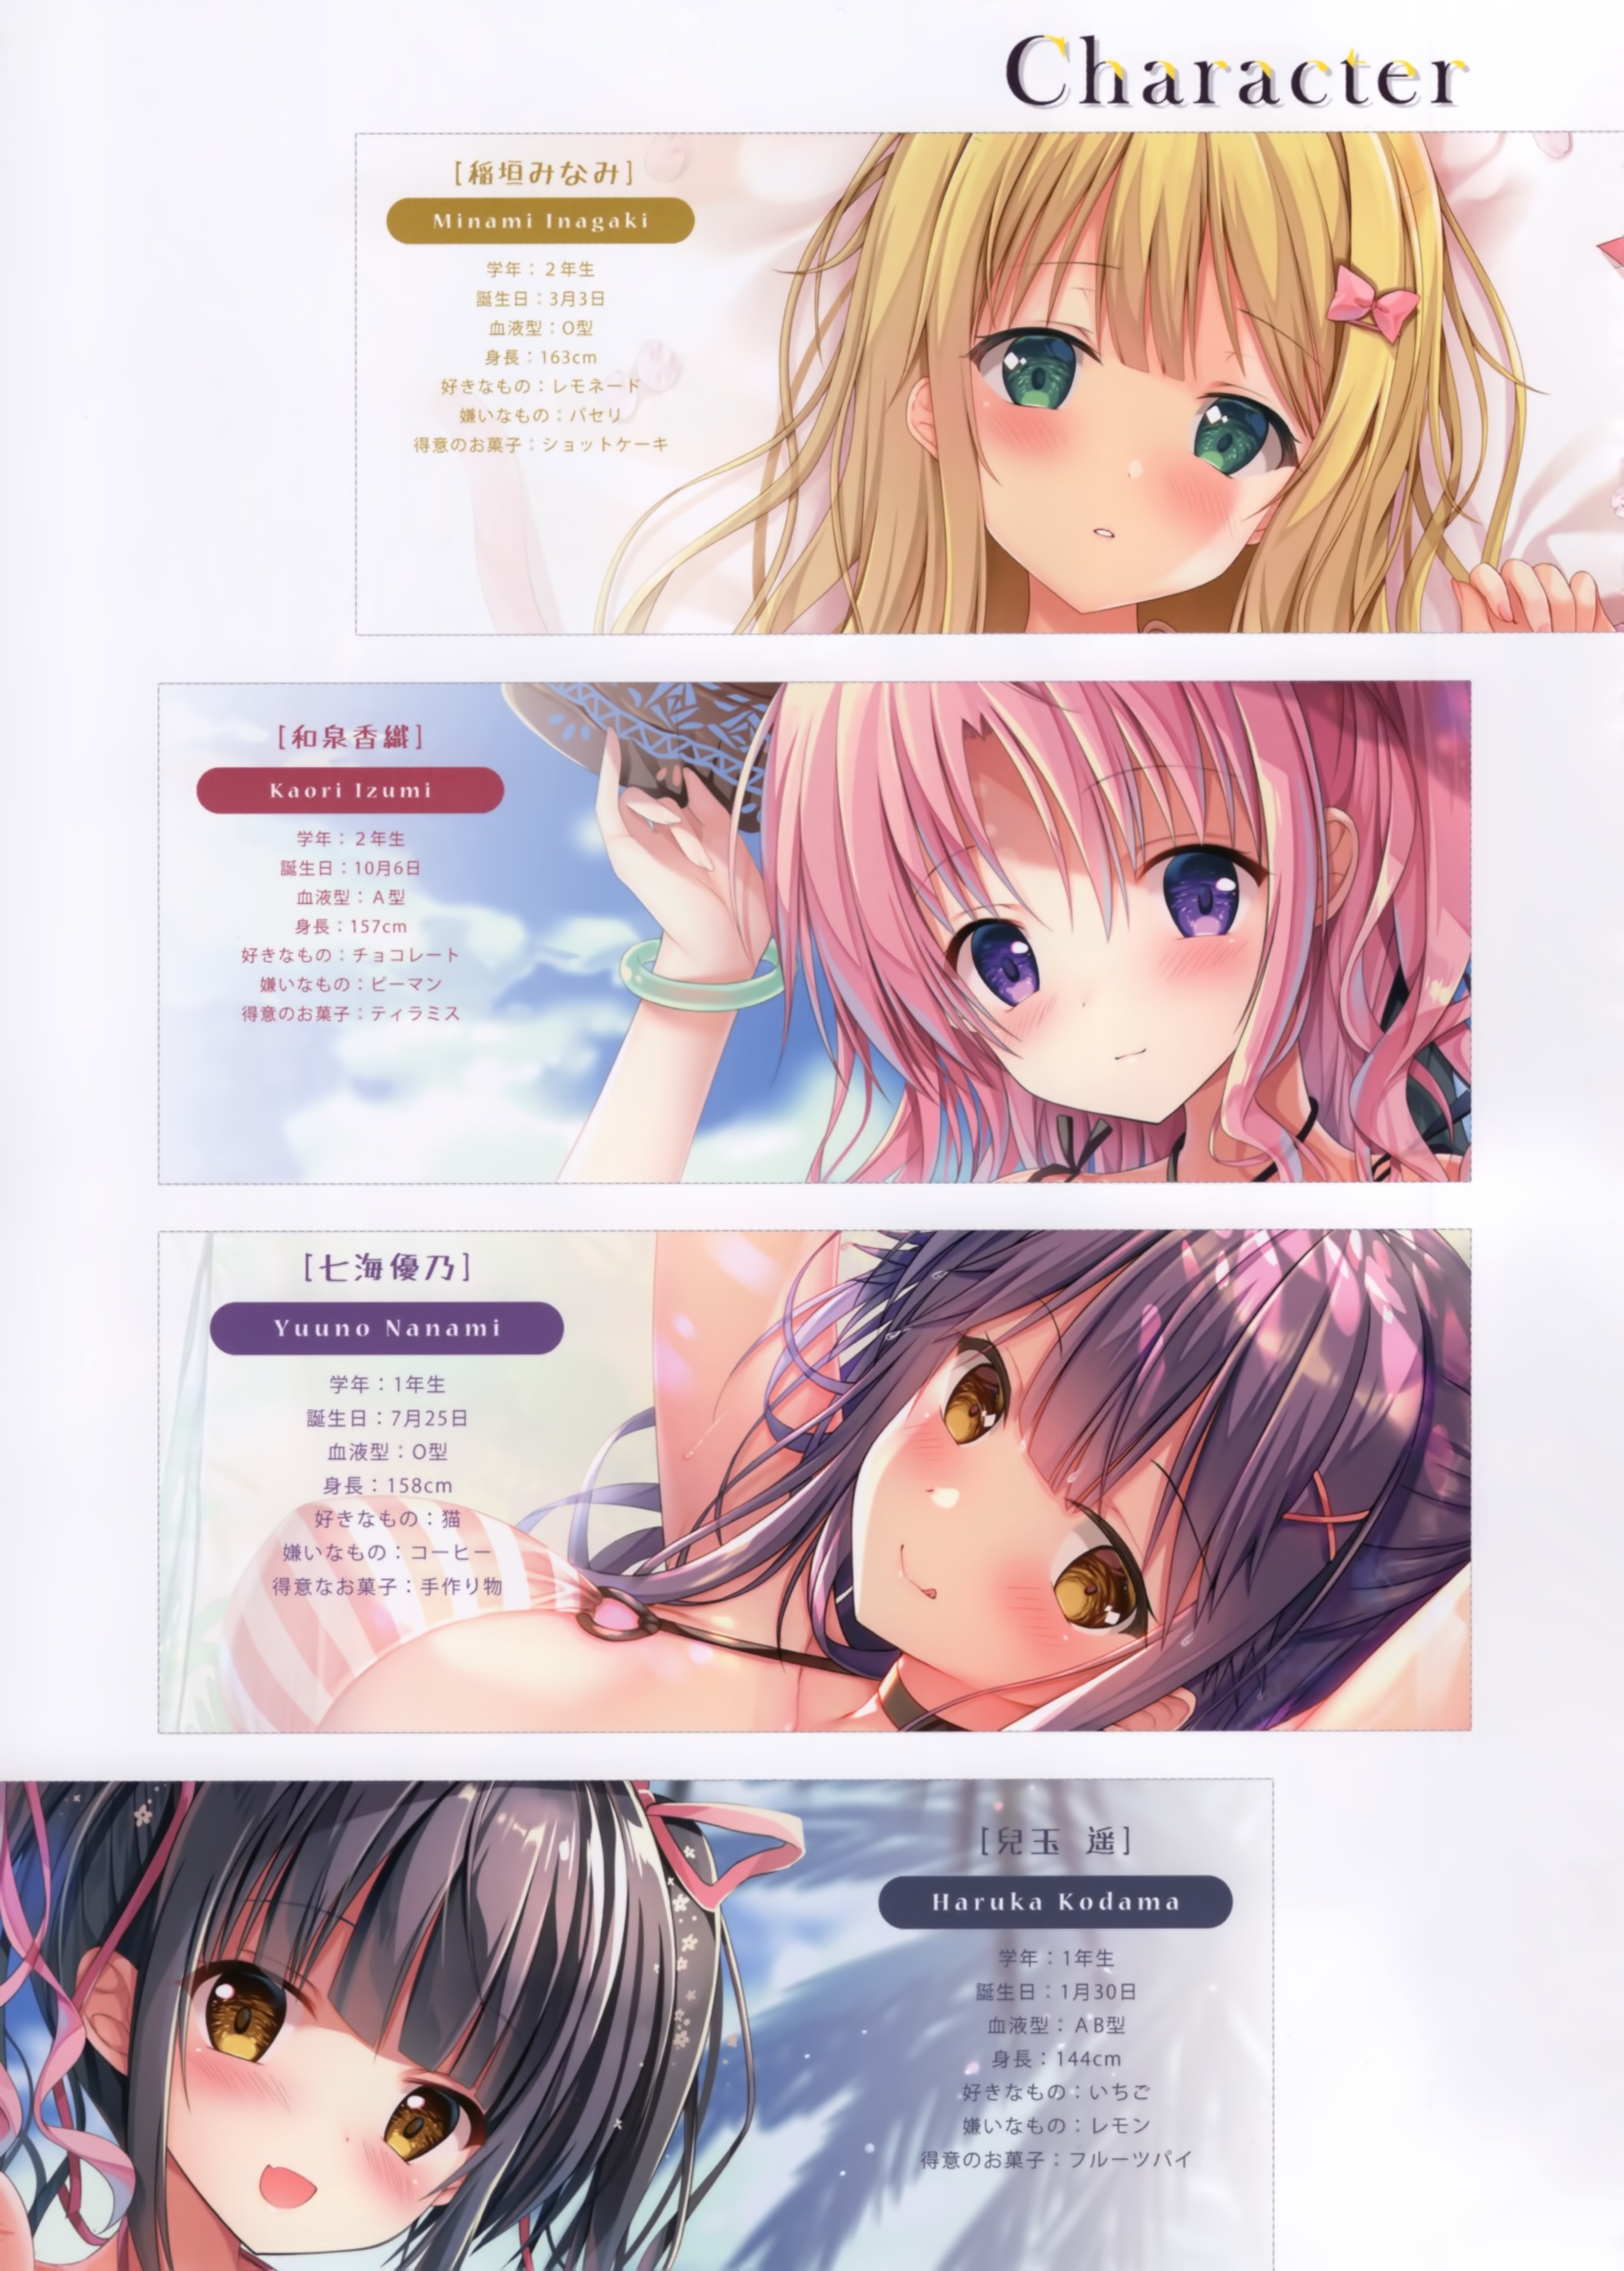 Character
[稲垣みなみ]
Minami Inagaki
学年：２年生
誕生日：3月3日
血液型：O型
身長：163cm
好きなもの：レモネード
嫌いなもの：パセリ
得意のお菓子：ショットケーキ
[和泉香織]
Kaori Izumi
学年：２年生
誕生日：10月6日
血液型：Ａ型
身長：157cm
好きなもの：チョコレート
嫌いなもの：ピーマン
得意のお菓子：ティラミス
[七海優乃]
Yuuno Nanami
学年：1年生
誕生日：7月25日
血液型：O型
身長：158cm
好きなもの：猫
嫌いなもの：コーヒー
得意なお菓子：手作り物
[兒玉 遥]
Haruka Kodama
学年：1年生
誕生日：1月30日
血液型：ＡB型
身長：144cm
好きなもの：いちご
嫌いなもの：レモン
得意のお菓子：フルーツパイ